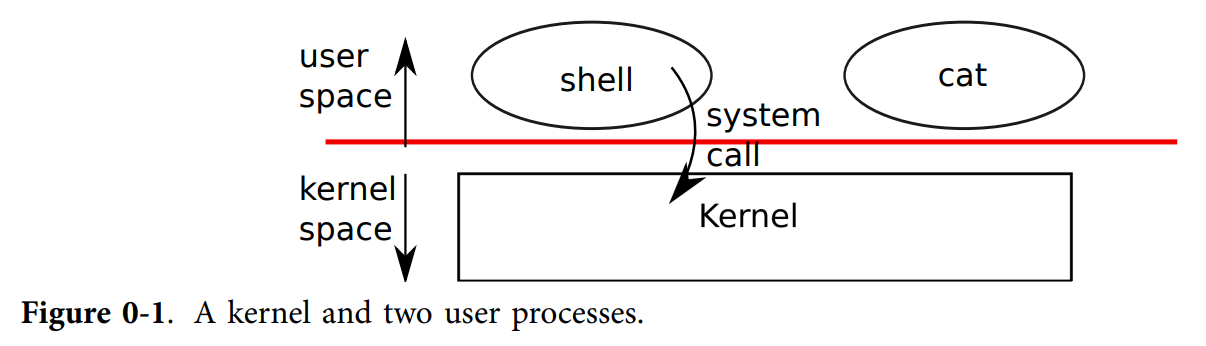 user
space
shell
cat
system
call
kernel
space
Kernel
Figure 0-1. A kernel and two user processes.